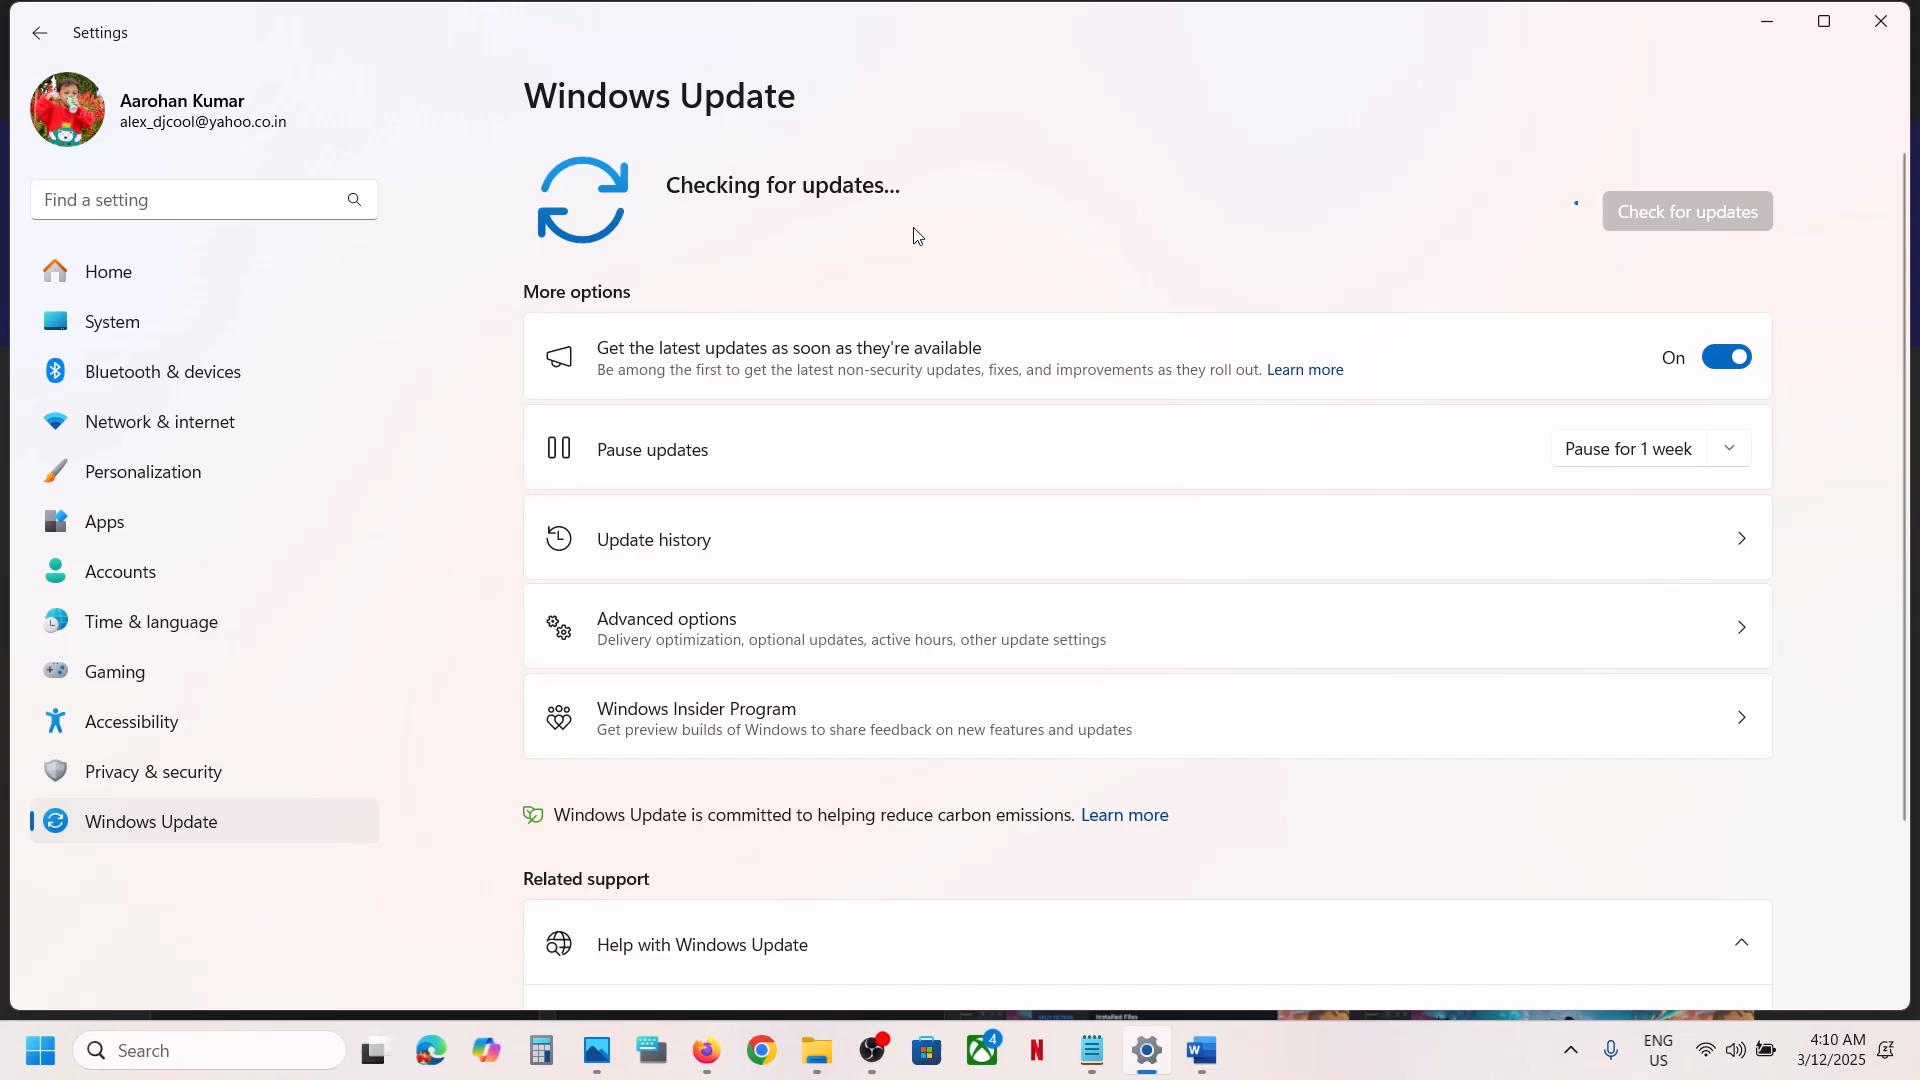 Settings
Aarohan Kumar
alex_djcool@yahoo.co.in
Find a setting
Home
System
Bluetooth & devices
Network & internet
Personalization
Apps
Accounts
Time & language
Gaming
Accessibility
Privacy & security
Windows Update
Windows Update
Checking for updates...
Check for updates
More options
Get the latest updates as soon as they're available
Be among the first to get the latest non-security updates, fixes, and improvements as they roll out. Learn more
On
Pause updates
Pause for 1 week
Update history
Advanced options
Delivery optimization, optional updates, active hours, other update settings
Windows Insider Program
Get preview builds of Windows to share feedback on new features and updates
Windows Update is committed to helping reduce carbon emissions. Learn more
Related support
Help with Windows Update
Installed Files
Search
4
N
W
ENG
US
4:10 AM
3/12/2025